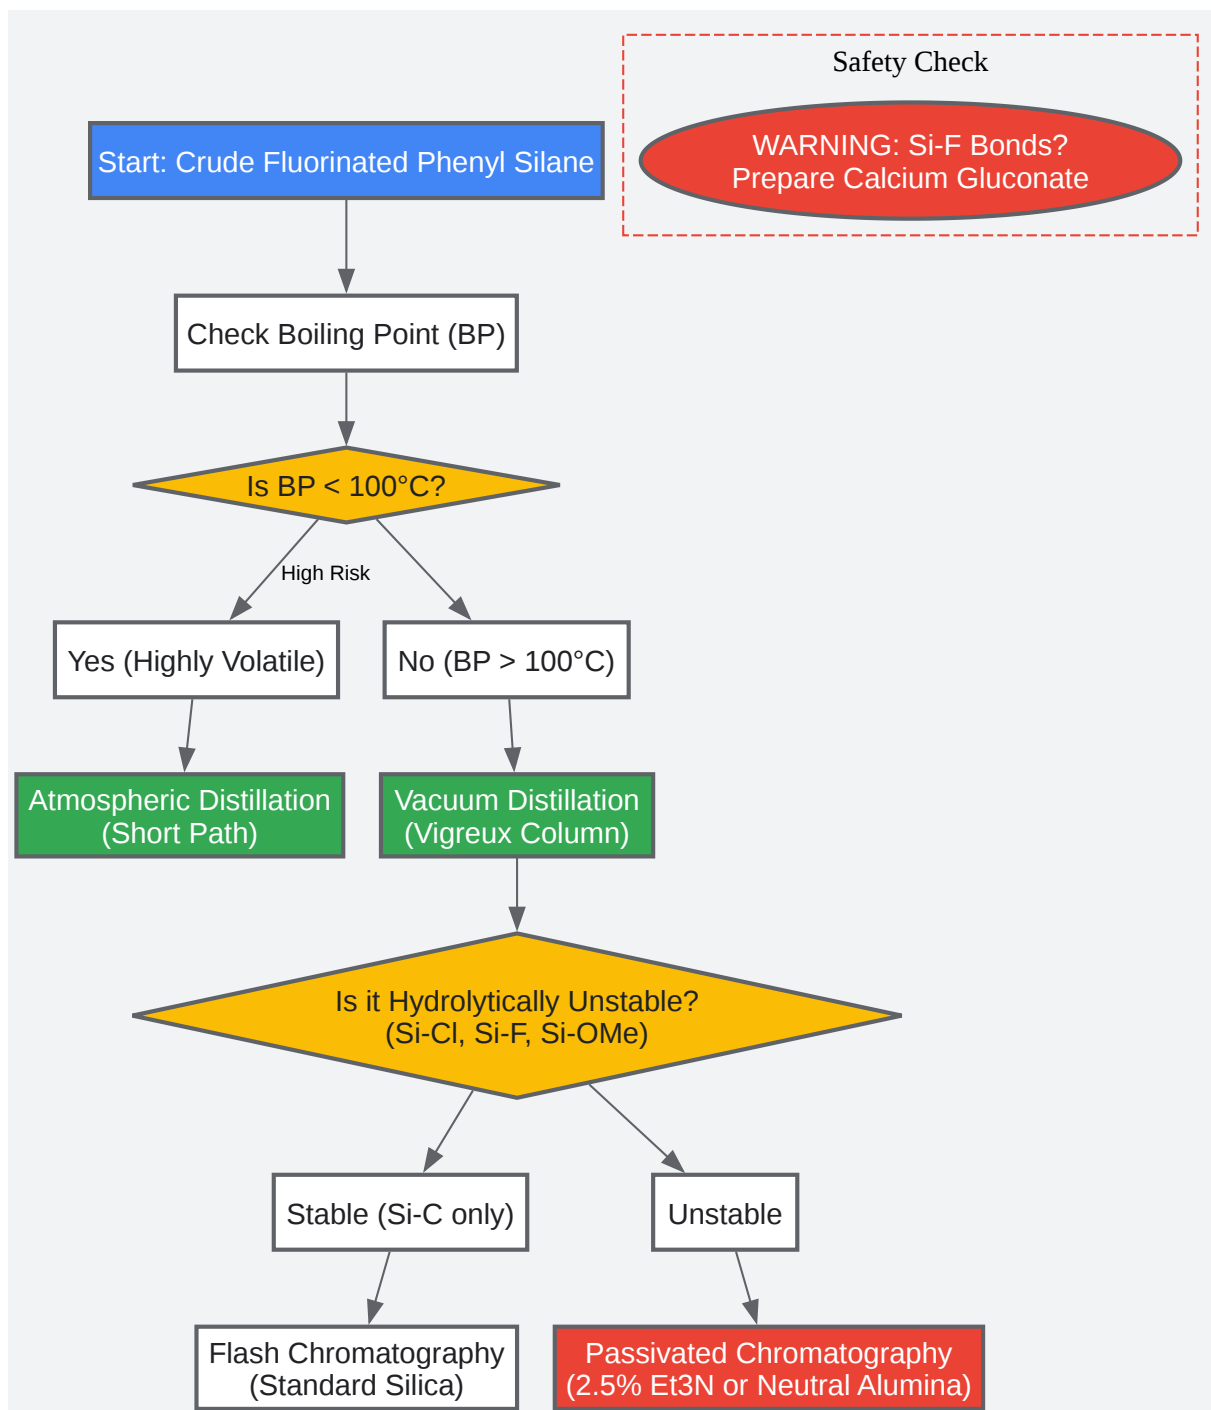 Safety Check
WARNING: Si-F Bonds?
Prepare Calcium Gluconate
Start: Crude Fluorinated Phenyl Silane
Check Boiling Point (BP)
Is BP < 100°C?
High Risk
Yes (Highly Volatile)
No (BP > 100°C)
Atmospheric Distillation
(Short Path)
Vacuum Distillation
(Vigreux Column)
Is it Hydrolytically Unstable?
(Si-Cl, Si-F, Si-OMe)
Stable (Si-C only)
Unstable
Flash Chromatography
(Standard Silica)
Passivated Chromatography
(2.5% Et3N or Neutral Alumina)